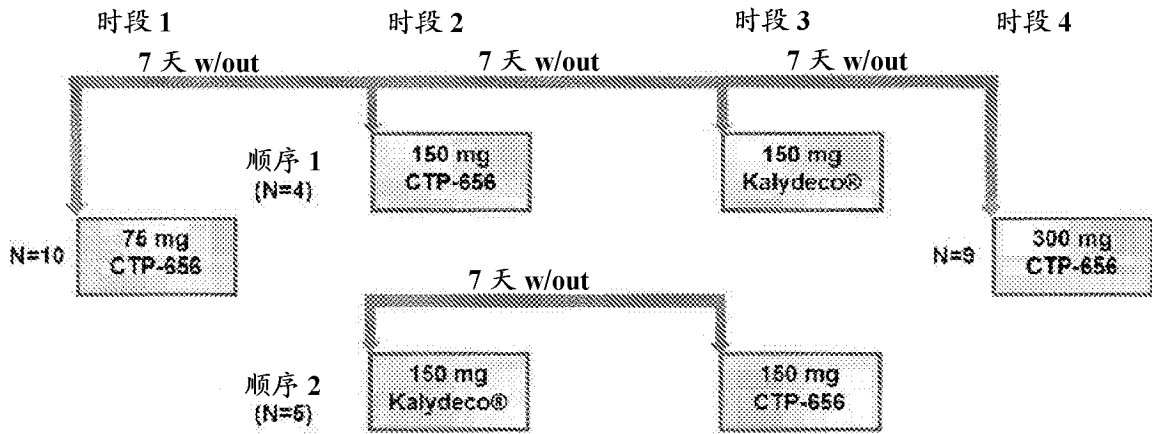 时段 1
时段 2
时段 3
时段 4
7 天 w/out
7 天 w/out
7 天 w/out
顺序 1
(N=4)
150 mg
CTP-656
150 mg
Kalydeco®
N=10
75 mg
CTP-656
N=9
300 mg
CTP-656
7 天 w/out
顺序 2
(N=5)
150 mg
Kalydeco®
150 mg
CTP-656